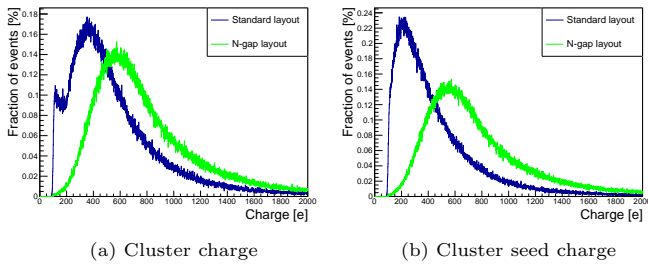 Fraction of events [%]
0.18
0.16
0.14
0.12
0.1
0.08
0.06
0.04
0.02
0
0 200 400 600 800 1000 1200 1400 1600 1800 2000
Charge [e]
Standard layout
N-gap layout
(a) Cluster charge
Fraction of events [%]
0.24
0.22
0.2
0.18
0.16
0.14
0.12
0.1
0.08
0.06
0.04
0.02
0
0 200 400 600 800 1000 1200 1400 1600 1800 2000
Charge [e]
Standard layout
N-gap layout
(b) Cluster seed charge